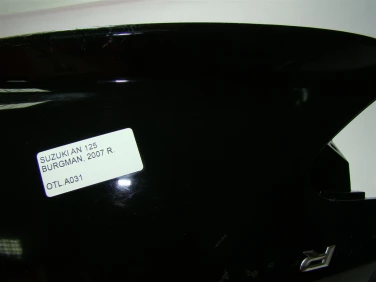 SUZUKI AN 125
BURGMAN. 2007 R.
OTL A031